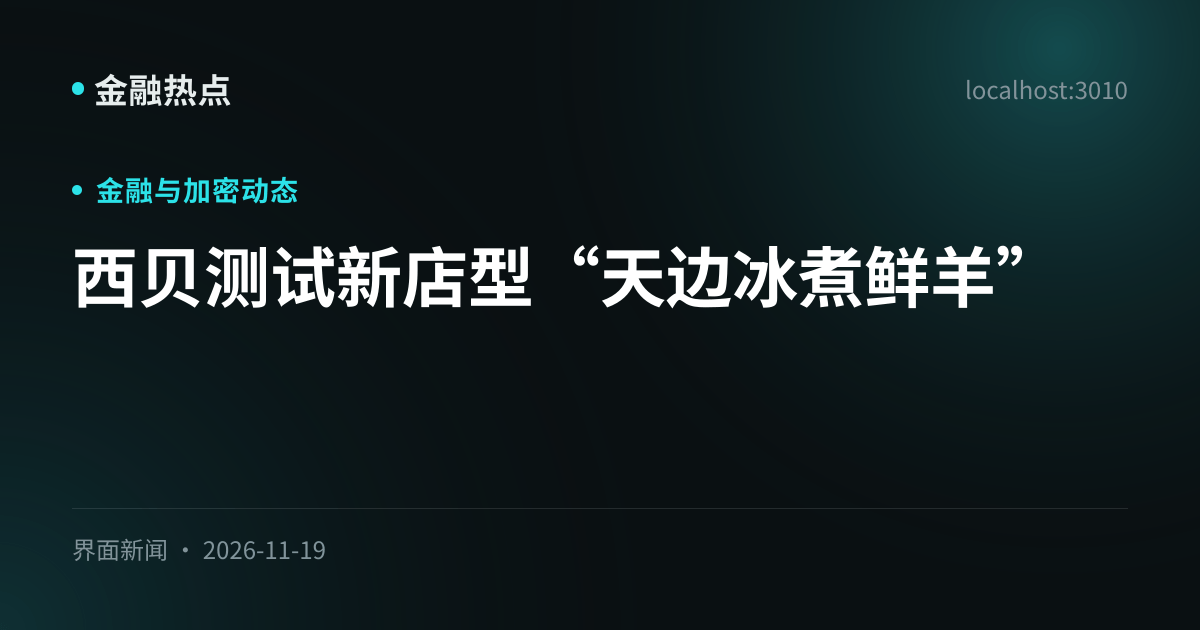 金融热点
localhost:3010
金融与加密动态
西贝测试新店型“天边冰煮鲜羊”
界面新闻 · 2026-11-19